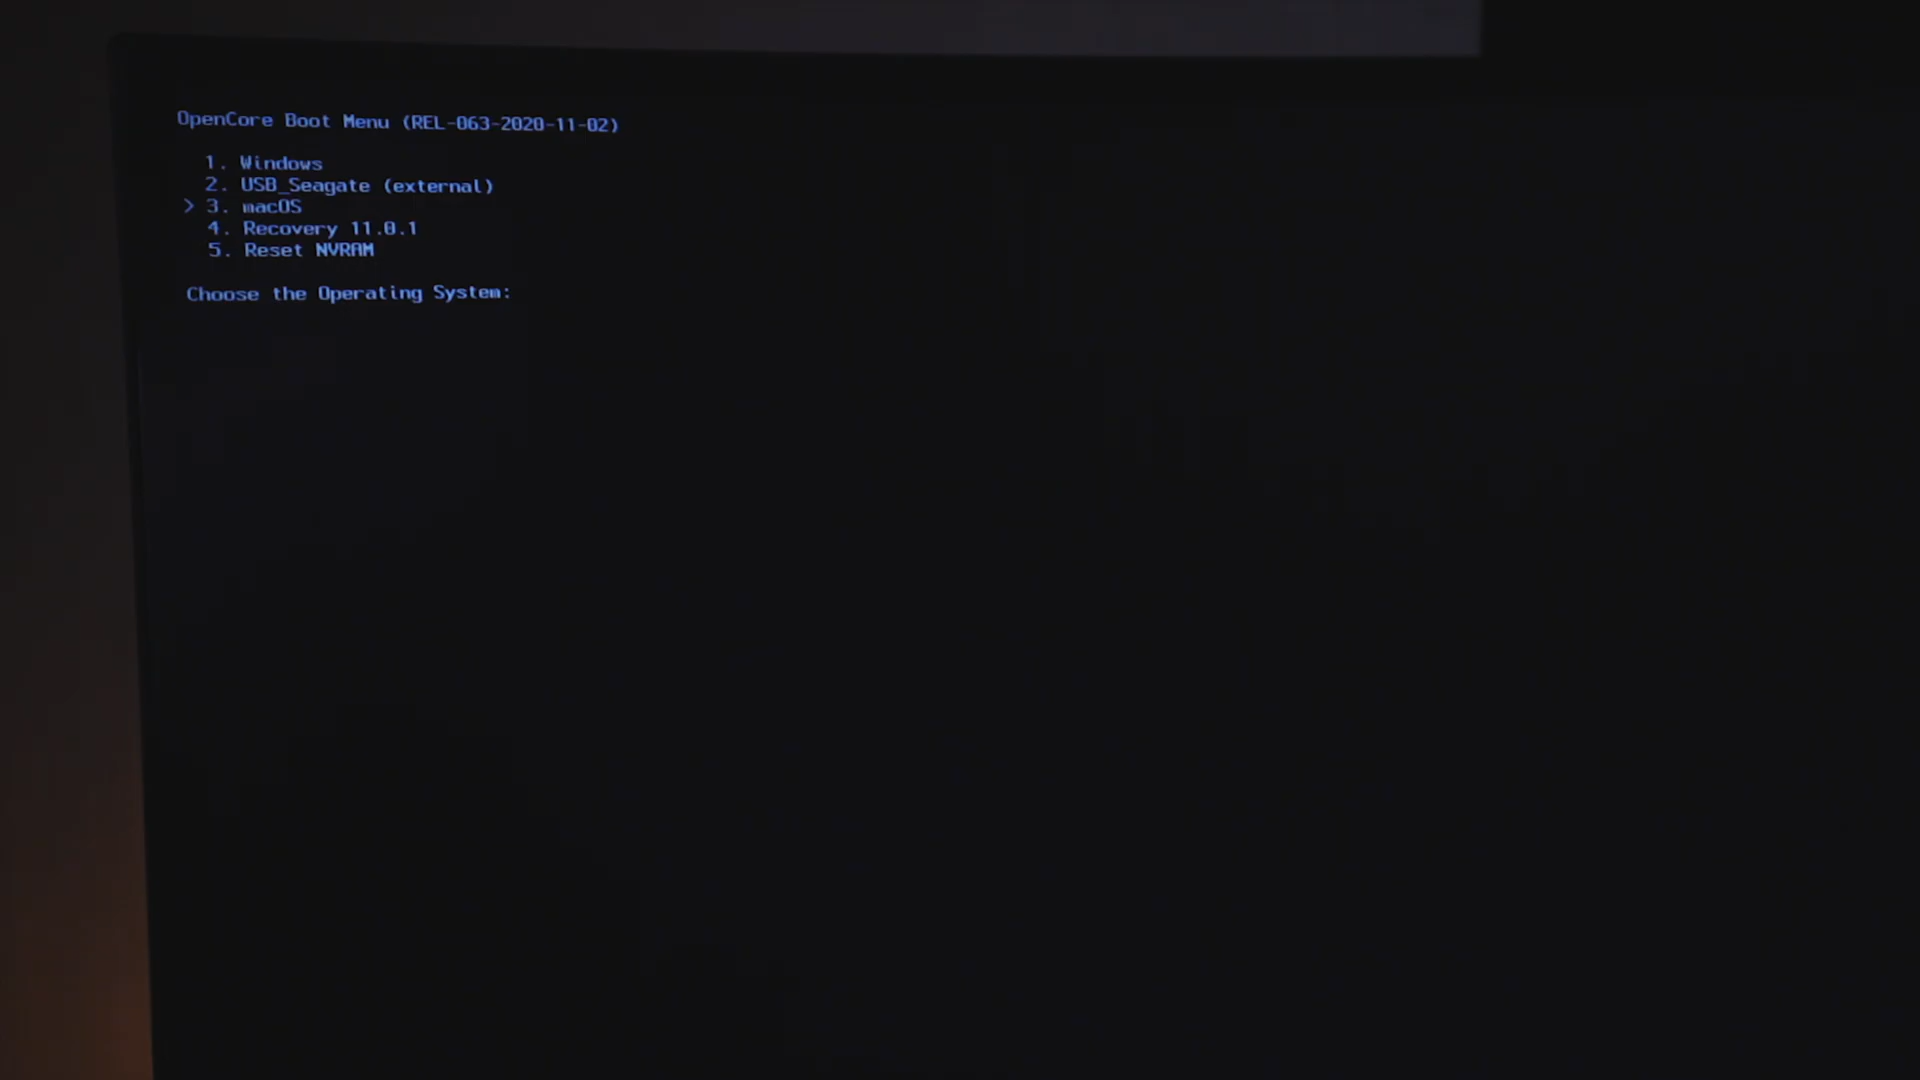 OpenCore Boot Menu (REL-063-2020-11-02)
1. Windows
2. USB_Seagate (external)
> 3. macOS
4. Recovery 11.0.1
5. Reset NVRAM
Choose the Operating System: